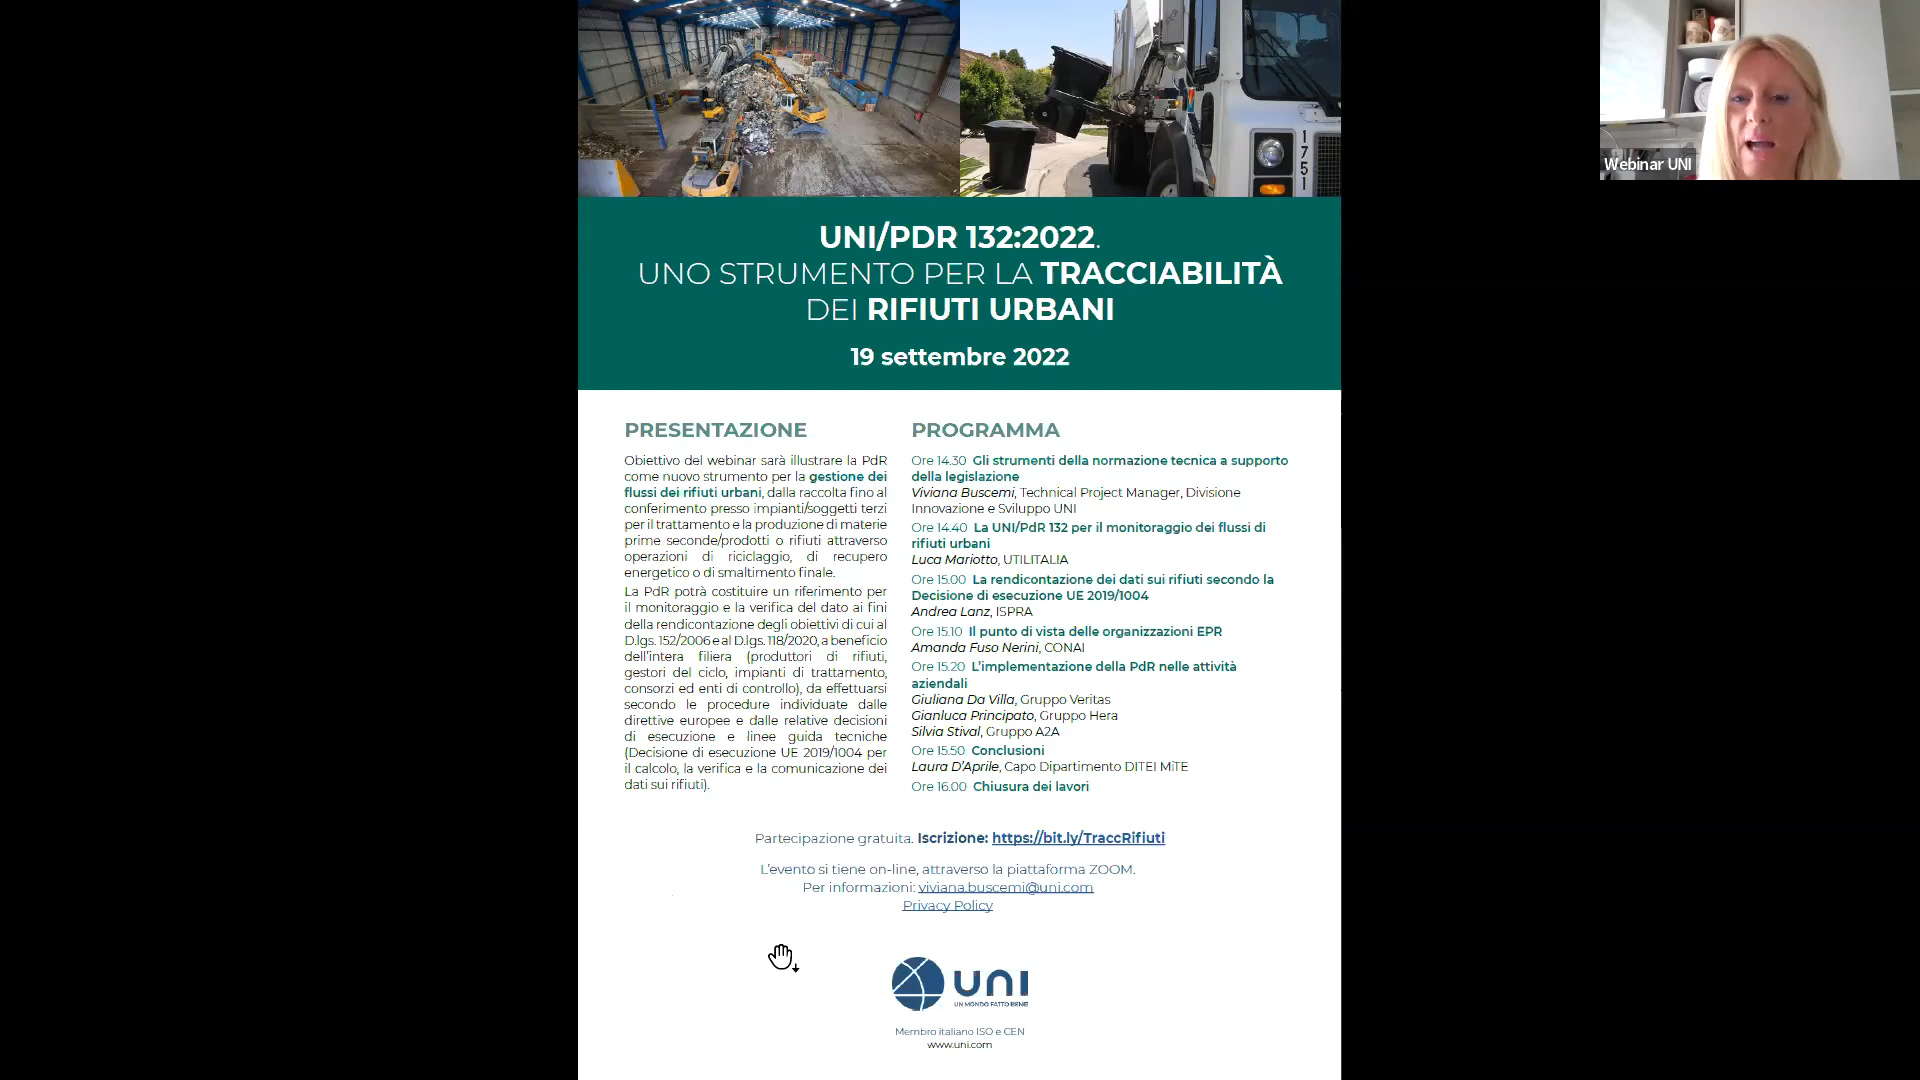 1751
Webinar UNI
UNI/PDR 132:2022.
UNO STRUMENTO PER LA TRACCIABILITÀ
DEI RIFIUTI URBANI
19 settembre 2022
PRESENTAZIONE
Obiettivo del webinar sarà illustrare la PdR
come nuovo strumento per la gestione dei
flussi dei rifiuti urbani, dalla raccolta fino al
conferimento presso impianti/soggetti terzi
per il trattamento e la produzione di materie
prime seconde/prodotti o rifiuti attraverso
operazioni di riciclaggio, di recupero
energetico o di smaltimento finale.
La PdR potrà costituire un riferimento per
il monitoraggio e la verifica del dato ai fini
della rendicontazione degli obiettivi di cui al
D.lgs. 152/2006 e al D.lgs. 118/2020, a beneficio
dell'intera filiera (produttori di rifiuti,
gestori del ciclo, impianti di trattamento,
consorzi ed enti di controllo), da effettuarsi
secondo le procedure individuate dalle
direttive europee e dalle relative decisioni
di esecuzione e linee guida tecniche
(Decisione di esecuzione UE 2019/1004 per
il calcolo, la verifica e la comunicazione dei
dati sui rifiuti).
PROGRAMMA
Ore 14.30 Gli strumenti della normazione tecnica a supporto
della legislazione
Viviana Buscemi, Technical Project Manager, Divisione
Innovazione e Sviluppo UNI
Ore 14.40 La UNI/PdR 132 per il monitoraggio dei flussi di
rifiuti urbani
Luca Mariotto, UTILITALIA
Ore 15.00 La rendicontazione dei dati sui rifiuti secondo la
Decisione di esecuzione UE 2019/1004
Andrea Lanz, ISPRA
Ore 15.10 Il punto di vista delle organizzazioni EPR
Amanda Fuso Nerini, CONAI
Ore 15.20 L'implementazione della PdR nelle attività
aziendali
Giuliana Da Villa, Gruppo Veritas
Gianluca Principato, Gruppo Hera
Silvia Stival, Gruppo A2A
Ore 15.50 Conclusioni
Laura D'Aprile, Capo Dipartimento DITEI MiTE
Ore 16.00 Chiusura dei lavori
Partecipazione gratuita. Iscrizione: https://bit.ly/TraccRifiuti
L'evento si tiene on-line, attraverso la piattaforma ZOOM.
Per informazioni: viviana.buscemi@uni.com
Privacy Policy
UNI
UN MONDO FATTO BENE
Membro italiano ISO e CEN
www.uni.com